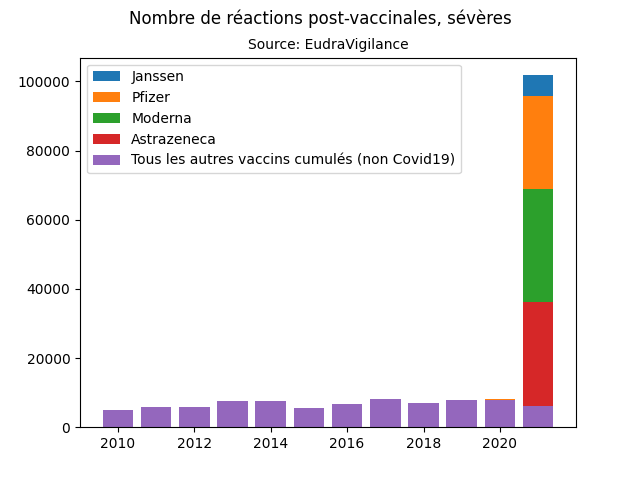 Nombre de réactions post-vaccinales, sévères
Source: EudraVigilance
Janssen
Pfizer
Moderna
Astrazeneca
Tous les autres vaccins cumulés (non Covid19)
100000
80000
60000
40000
20000
0
2010 2012 2014 2016 2018 2020